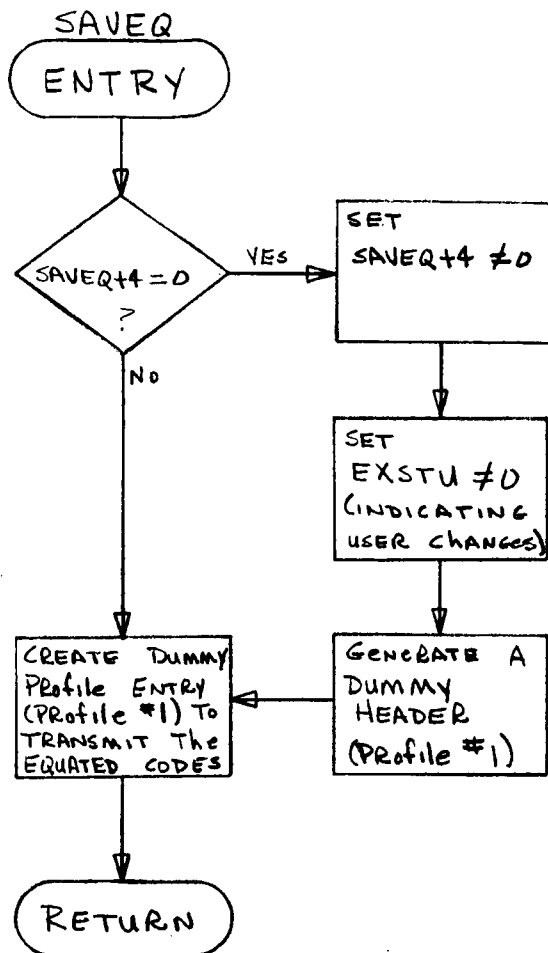 SAVEQ
ENTRY
SAVEQ+4 = 0
?
YES
NO
SET
SAVEQ+4 ≠ 0
SET
EXSTU ≠ 0
(INDICATING
USER CHANGES)
GENERATE A
DUMMY
HEADER
(PROFILE #1)
CREATE DUMMY
PROFILE ENTRY
(PROFILE #1) TO
TRANSMIT THE
EQUATED CODES
RETURN